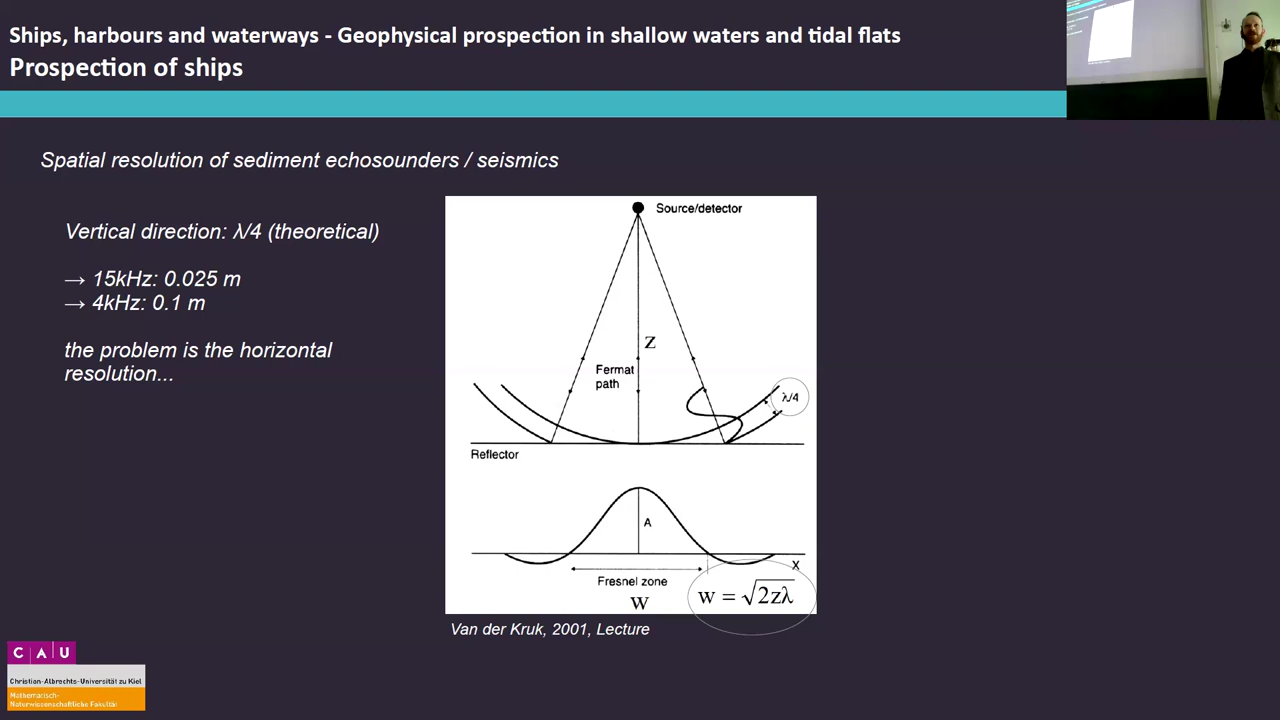 Ships, harbours and waterways - Geophysical prospection in shallow waters and tidal flats
Prospection of ships
Spatial resolution of sediment echosounders / seismics
Vertical direction: λ/4 (theoretical)
→ 15kHz: 0.025 m
→ 4kHz: 0.1 m
the problem is the horizontal
resolution...
Source/detector
z
Fermat
path
λ/4
Reflector
A
x
Fresnel zone
w
w = √2zλ
Van der Kruk, 2001, Lecture
C A U
Christian-Albrechts-Universität zu Kiel
Mathematisch-
Naturwissenschaftliche Fakultät